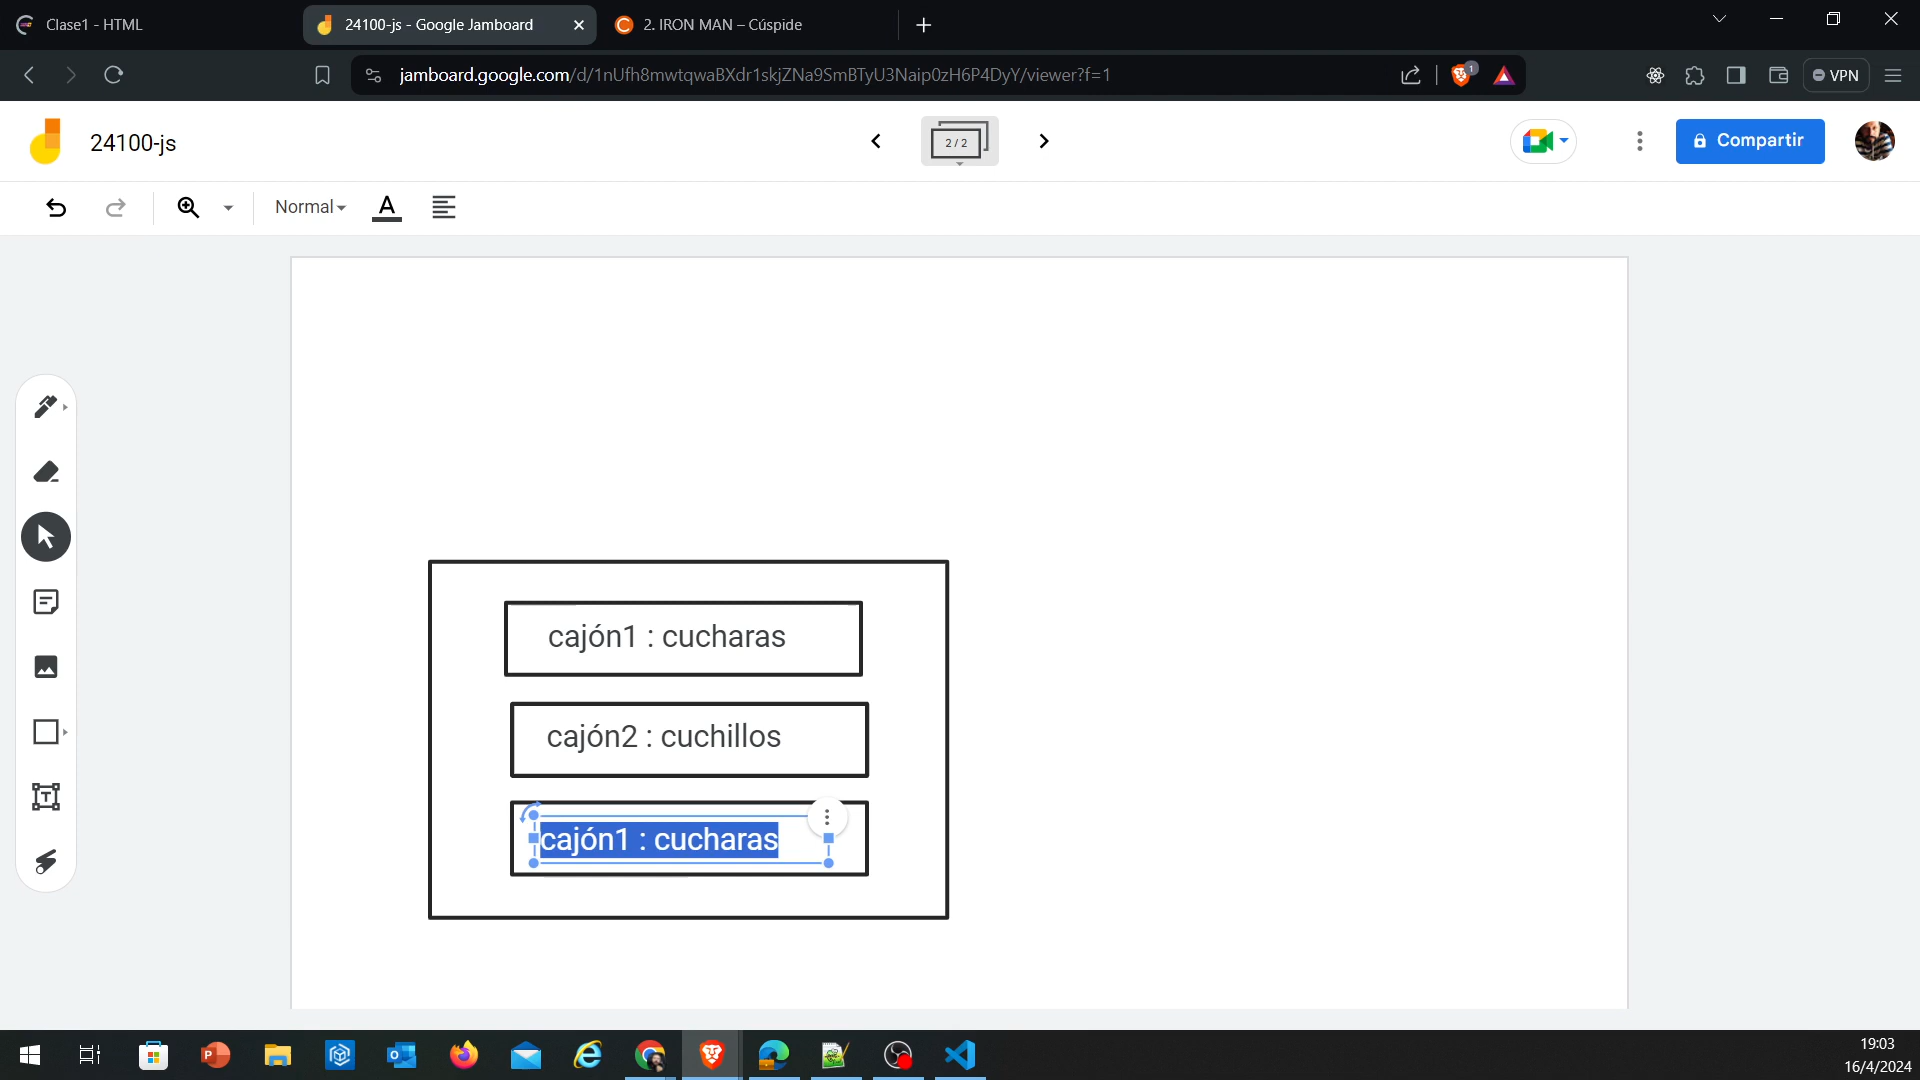 Clase1 - HTML
24100-js - Google Jamboard
2. IRON MAN – Cúspide
jamboard.google.com/d/1nUfh8mwtqwaBXdr1skjZNa9SmBTyU3Naip0zH6P4DyY/viewer?f=1
1
VPN
24100-js
2 / 2
Compartir
Normal
cajón1 : cucharas
cajón2 : cuchillos
cajón1 : cucharas
19:03
16/4/2024